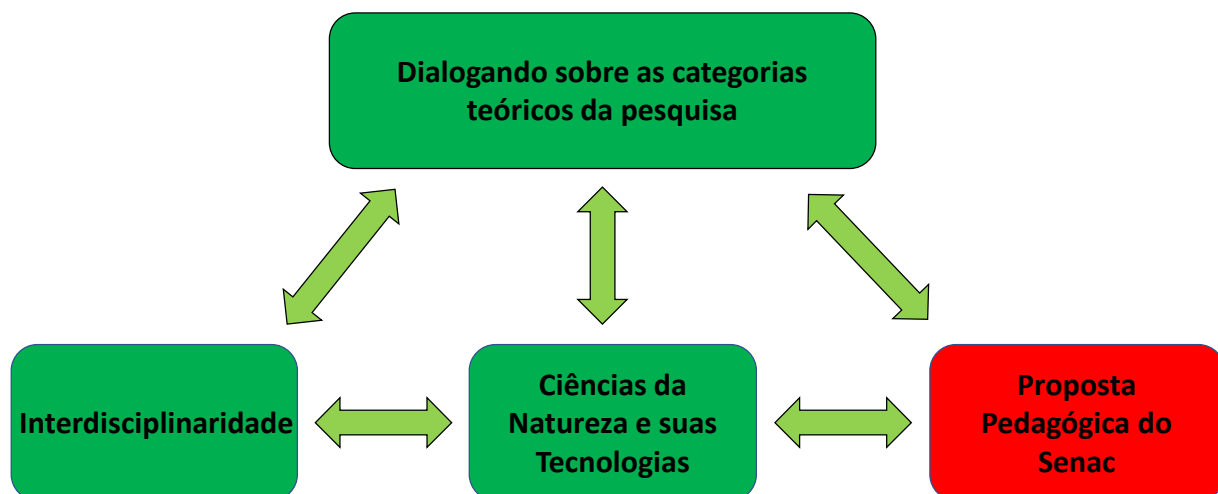 Dialogando sobre as categorias
teóricos da pesquisa
Interdisciplinaridade
Ciências da
Natureza e suas
Tecnologias
Proposta
Pedagógica do
Senac